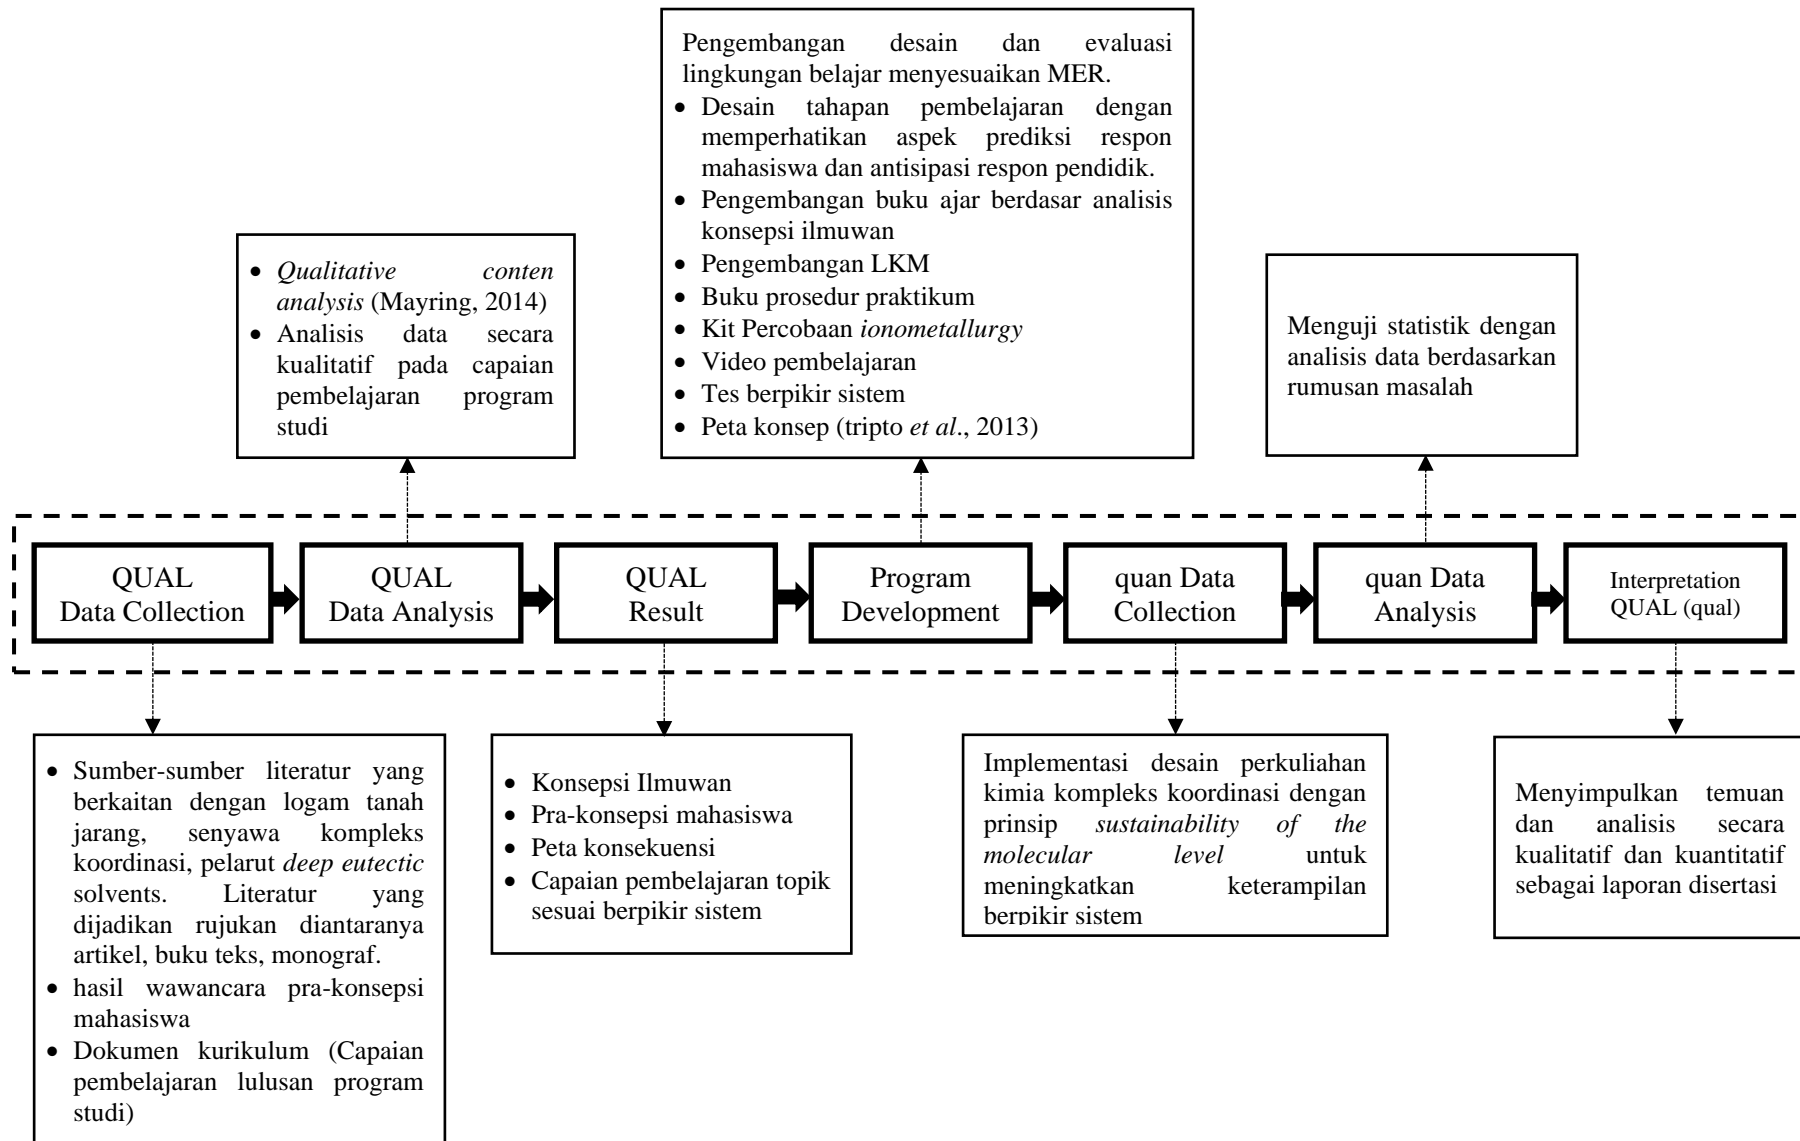 Pengembangan desain dan evaluasi
lingkungan belajar menyesuaikan MER.
• Desain tahapan pembelajaran dengan
memperhatikan aspek prediksi respon
mahasiswa dan antisipasi respon pendidik.
• Pengembangan buku ajar berdasar analisis
konsepsi ilmuwan
• Pengembangan LKM
• Buku prosedur praktikum
• Kit Percobaan ionometallurgy
• Video pembelajaran
• Tes berpikir sistem
• Peta konsep (tripto et al., 2013)
• Qualitative conten
analysis (Mayring, 2014)
• Analisis data secara
kualitatif pada capaian
pembelajaran program
studi
Menguji statistik dengan
analisis data berdasarkan
rumusan masalah
QUAL
Data Collection
QUAL
Data Analysis
QUAL
Result
Program
Development
quan Data
Collection
quan Data
Analysis
Interpretation
QUAL (qual)
• Sumber-sumber literatur yang
berkaitan dengan logam tanah
jarang, senyawa kompleks
koordinasi, pelarut deep eutectic
solvents. Literatur yang
dijadikan rujukan diantaranya
artikel, buku teks, monograf.
• hasil wawancara pra-konsepsi
mahasiswa
• Dokumen kurikulum (Capaian
pembelajaran lulusan program
studi)
• Konsepsi Ilmuwan
• Pra-konsepsi mahasiswa
• Peta konsekuensi
• Capaian pembelajaran topik
sesuai berpikir sistem
Implementasi desain perkuliahan
kimia kompleks koordinasi dengan
prinsip sustainability of the
molecular level untuk
meningkatkan keterampilan
berpikir sistem
Menyimpulkan temuan
dan analisis secara
kualitatif dan kuantitatif
sebagai laporan disertasi